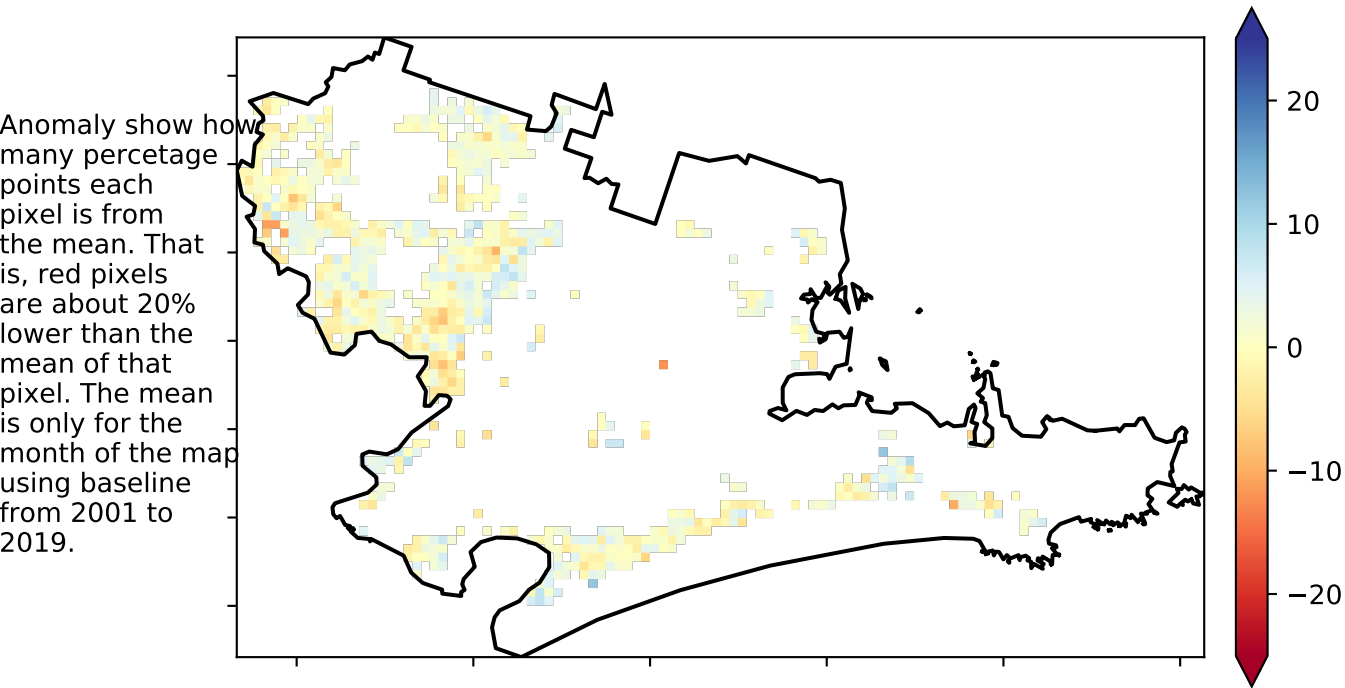 Anomaly show how
many percetage
points each
pixel is from
the mean. That
is, red pixels
are about 20%
lower than the
mean of that
pixel. The mean
is only for the
month of the map
using baseline
from 2001 to
2019.
20
10
0
−10
−20